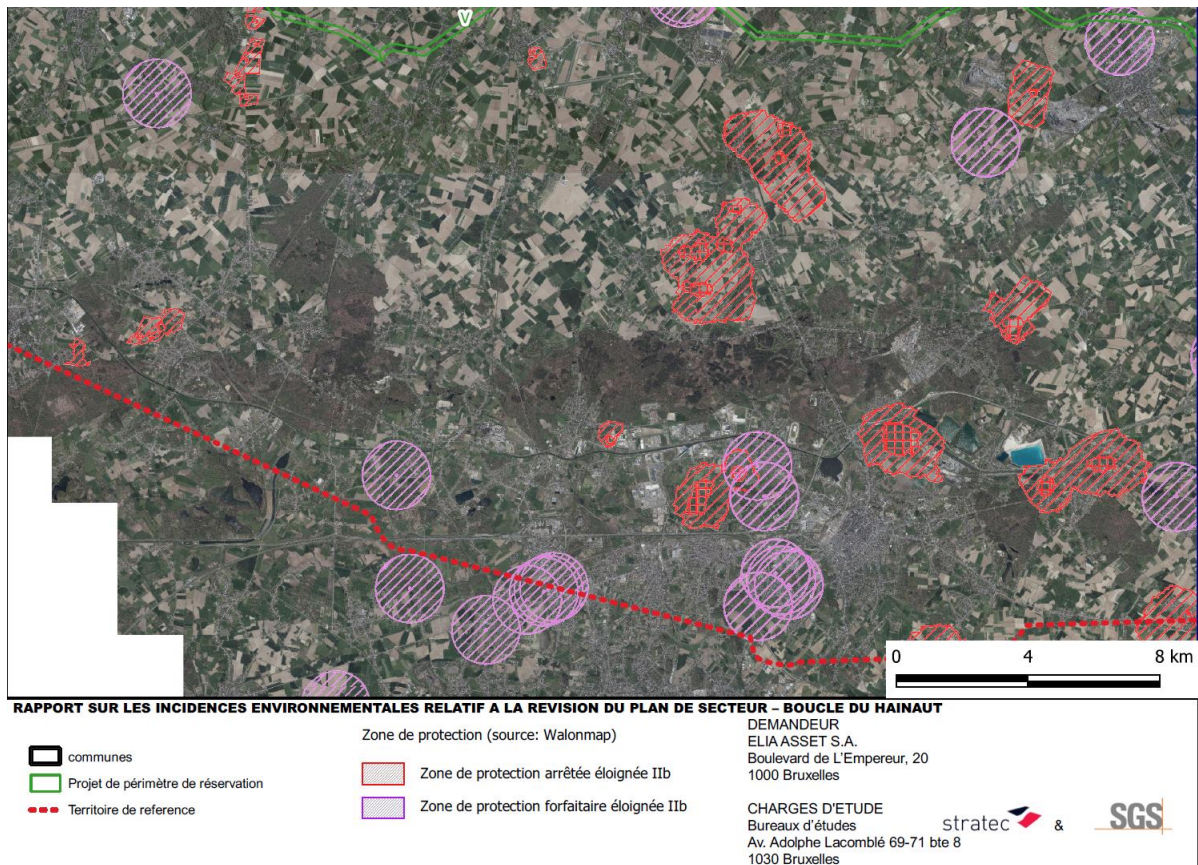 V
0 4 8 km
RAPPORT SUR LES INCIDENCES ENVIRONNEMENTALES RELATIF A LA REVISION DU PLAN DE SECTEUR – BOUCLE DU HAINAUT
communes
Projet de périmètre de réservation
Territoire de reference
Zone de protection (source: Walonmap)
Zone de protection arrêtée éloignée IIb
Zone de protection forfaitaire éloignée IIb
DEMANDEUR
ELIA ASSET S.A.
Boulevard de L'Empereur, 20
1000 Bruxelles
CHARGES D'ETUDE
Bureaux d'études
Av. Adolphe Lacomblé 69-71 bte 8
1030 Bruxelles
stratec & SGS